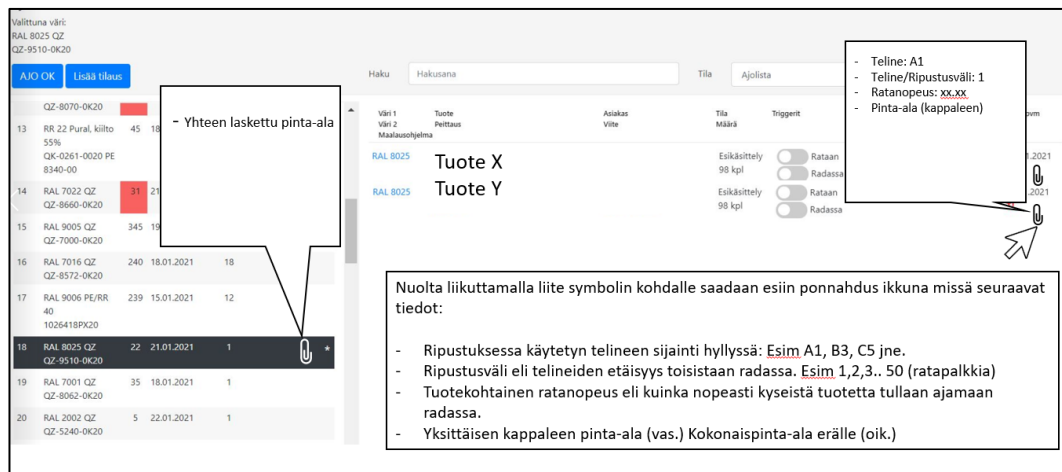 Valittuna väri:
RAL 8025 QZ
QZ-9510-0K20
AJO OK Lisää tilaus
QZ-8070-0K20
13 RR 22 Pural, kiilto 45 18
55%
QK-0261-0020 PE
8340-00
14 RAL 7022 QZ 31 21
QZ-8660-0K20
15 RAL 9005 QZ 345 19
QZ-7000-0K20
16 RAL 7016 QZ 240 18.01.2021 18
QZ-8572-0K20
17 RAL 9006 PE/RR 239 15.01.2021 12
40
1026418PX20
18 RAL 8025 QZ 22 21.01.2021 1
QZ-9510-0K20
19 RAL 7001 QZ 35 18.01.2021 1
QZ-8062-0K20
20 RAL 2002 QZ 5 22.01.2021 1
QZ-5240-0K20
- Yhteen laskettu pinta-ala
Haku Hakusana Tila Ajolista
Väri 1 Tuote Asiakas Tila Triggerit pvm
Väri 2 Peittaus Viite Määrä
Maalausohjelma
RAL 8025 Tuote X Esikäsittely Rataan .2021
98 kpl Radassa
RAL 8025 Tuote Y Esikäsittely Rataan .2021
98 kpl Radassa
- Teline: A1
- Teline/Ripustusväli: 1
- Ratanopeus: xx.xx
- Pinta-ala (kappaleen)
Nuolta liikuttamalla liite symbolin kohdalle saadaan esiin ponnahdus ikkuna missä seuraavat
tiedot:
- Ripustuksessa käytetyn telineen sijainti hyllyssä: Esim A1, B3, C5 jne.
- Ripustusväli eli telineiden etäisyys toisistaan radassa. Esim 1,2,3.. 50 (ratapalkkia)
- Tuotekohtainen ratanopeus eli kuinka nopeasti kyseistä tuotetta tullaan ajamaan
radassa.
- Yksittäisen kappaleen pinta-ala (vas.) Kokonaispinta-ala erälle (oik.)